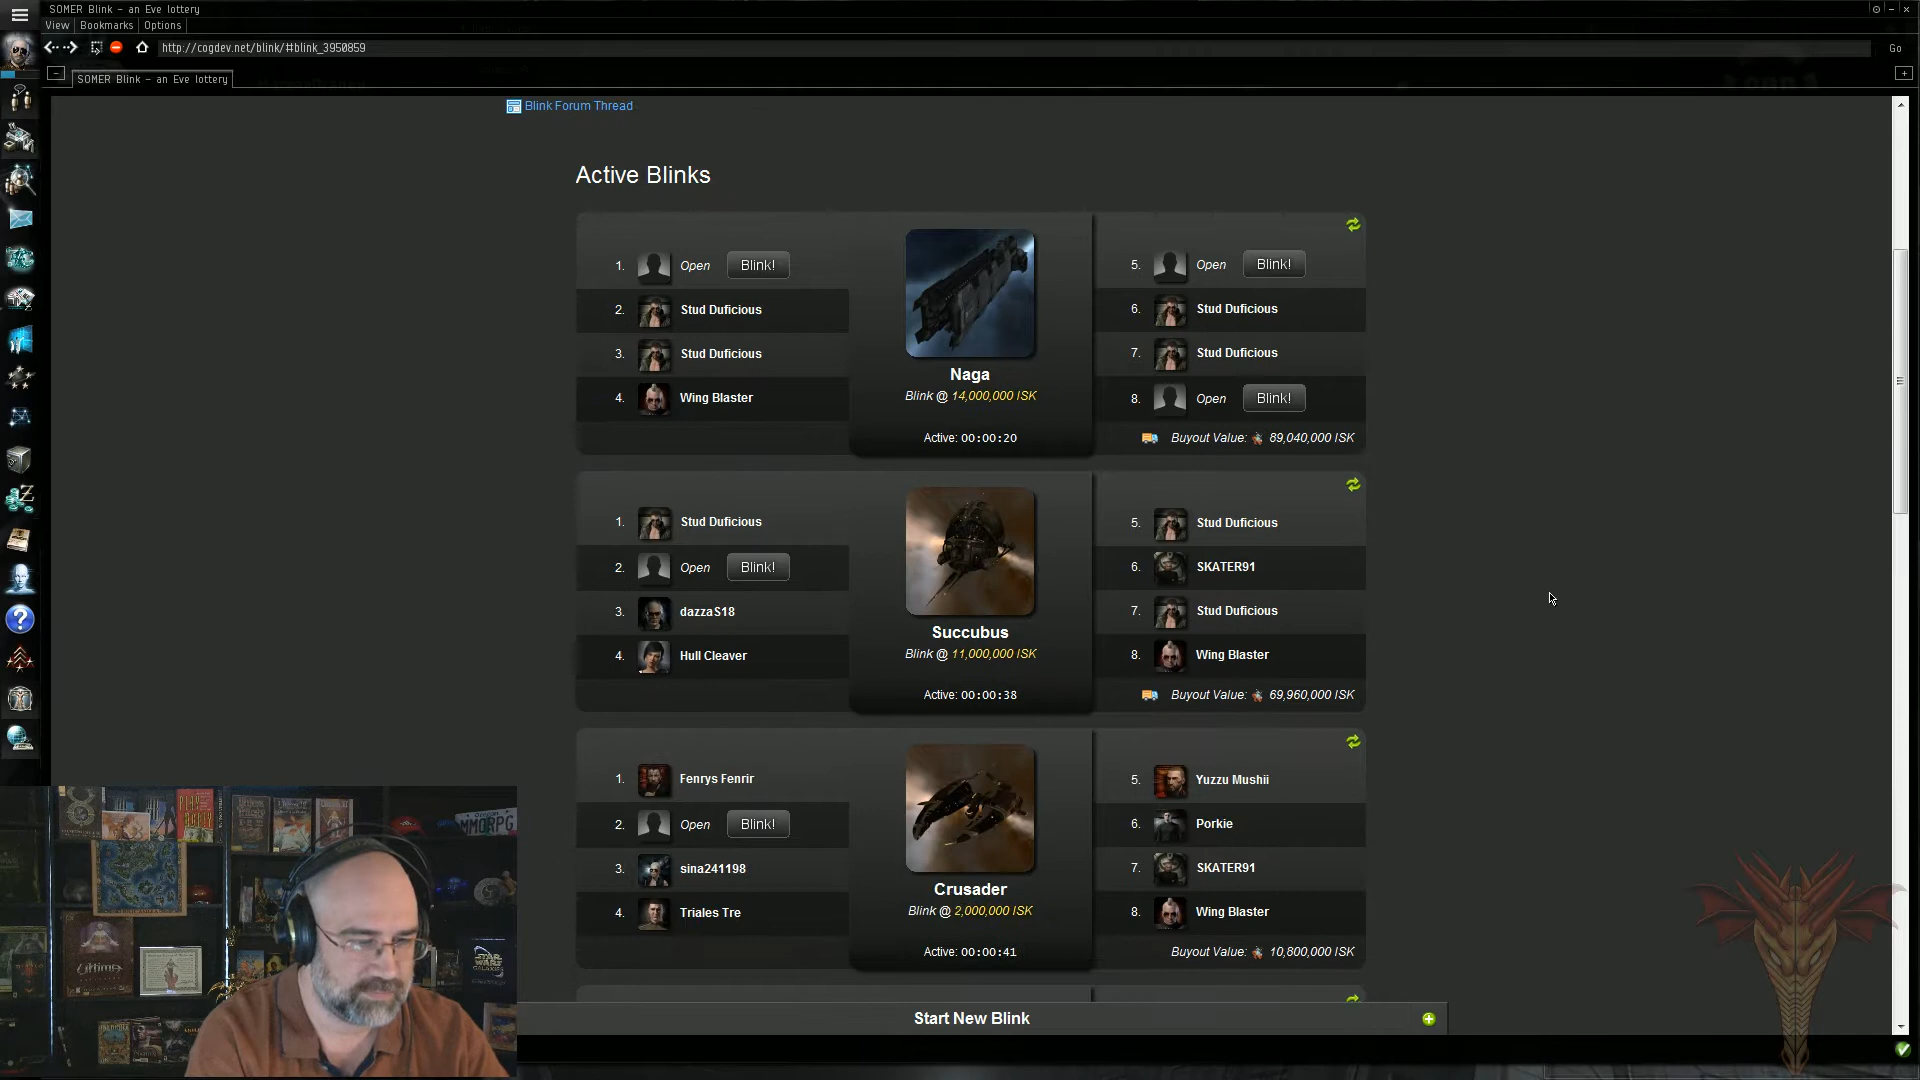 SOMER Blink – an Eve lottery
View Bookmarks Options
http://cogdev.net/blink/#blink_3950859
Go
SOMER Blink – an Eve lottery
Blink Forum Thread
Active Blinks
1. Open Blink!
2. Stud Duficious
3. Stud Duficious
4. Wing Blaster
Naga
Blink @ 14,000,000 ISK
Active: 00:00:20
5. Open Blink!
6. Stud Duficious
7. Stud Duficious
8. Open Blink!
Buyout Value: 89,040,000 ISK
1. Stud Duficious
2. Open Blink!
3. dazzaS18
4. Hull Cleaver
Succubus
Blink @ 11,000,000 ISK
Active: 00:00:38
5. Stud Duficious
6. SKATER91
7. Stud Duficious
8. Wing Blaster
Buyout Value: 69,960,000 ISK
1. Fenrys Fenrir
2. Open Blink!
3. sina241198
4. Triales Tre
Crusader
Blink @ 2,000,000 ISK
Active: 00:00:41
5. Yuzzu Mushii
6. Porkie
7. SKATER91
8. Wing Blaster
Buyout Value: 10,800,000 ISK
Start New Blink
MMORPG
Ultima
STAR WARS
GALAXIES